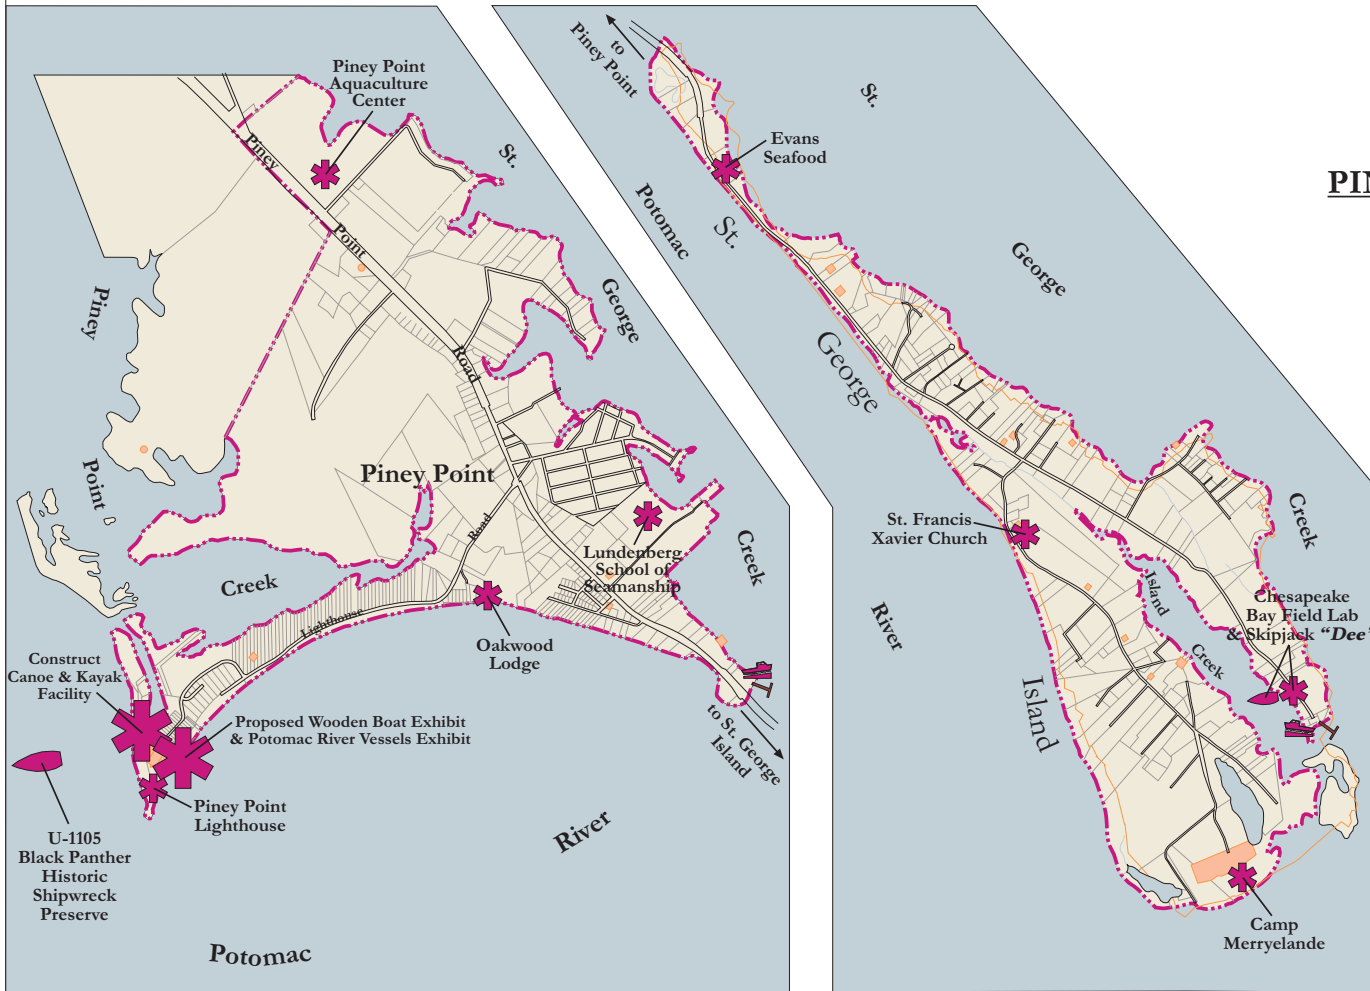 Piney Point
Aquaculture
Center
Piney
Point
Road
St.
George
Creek
Piney
Point
Creek
Piney Point
Road
Lighthouse
Lundenberg
School of
Seamanship
Oakwood
Lodge
Construct
Canoe & Kayak
Facility
Proposed Wooden Boat Exhibit
& Potomac River Vessels Exhibit
Piney Point
Lighthouse
U-1105
Black Panther
Historic
Shipwreck
Preserve
to St. George
Island
River
Potomac
to
Piney Point
St.
Evans
Seafood
Potomac
St.
George
George
PIN
St. Francis
Xavier Church
Creek
Island
Creek
River
Island
Chesapeake
Bay Field Lab
& Skipjack “Dee”
Camp
Merryelande